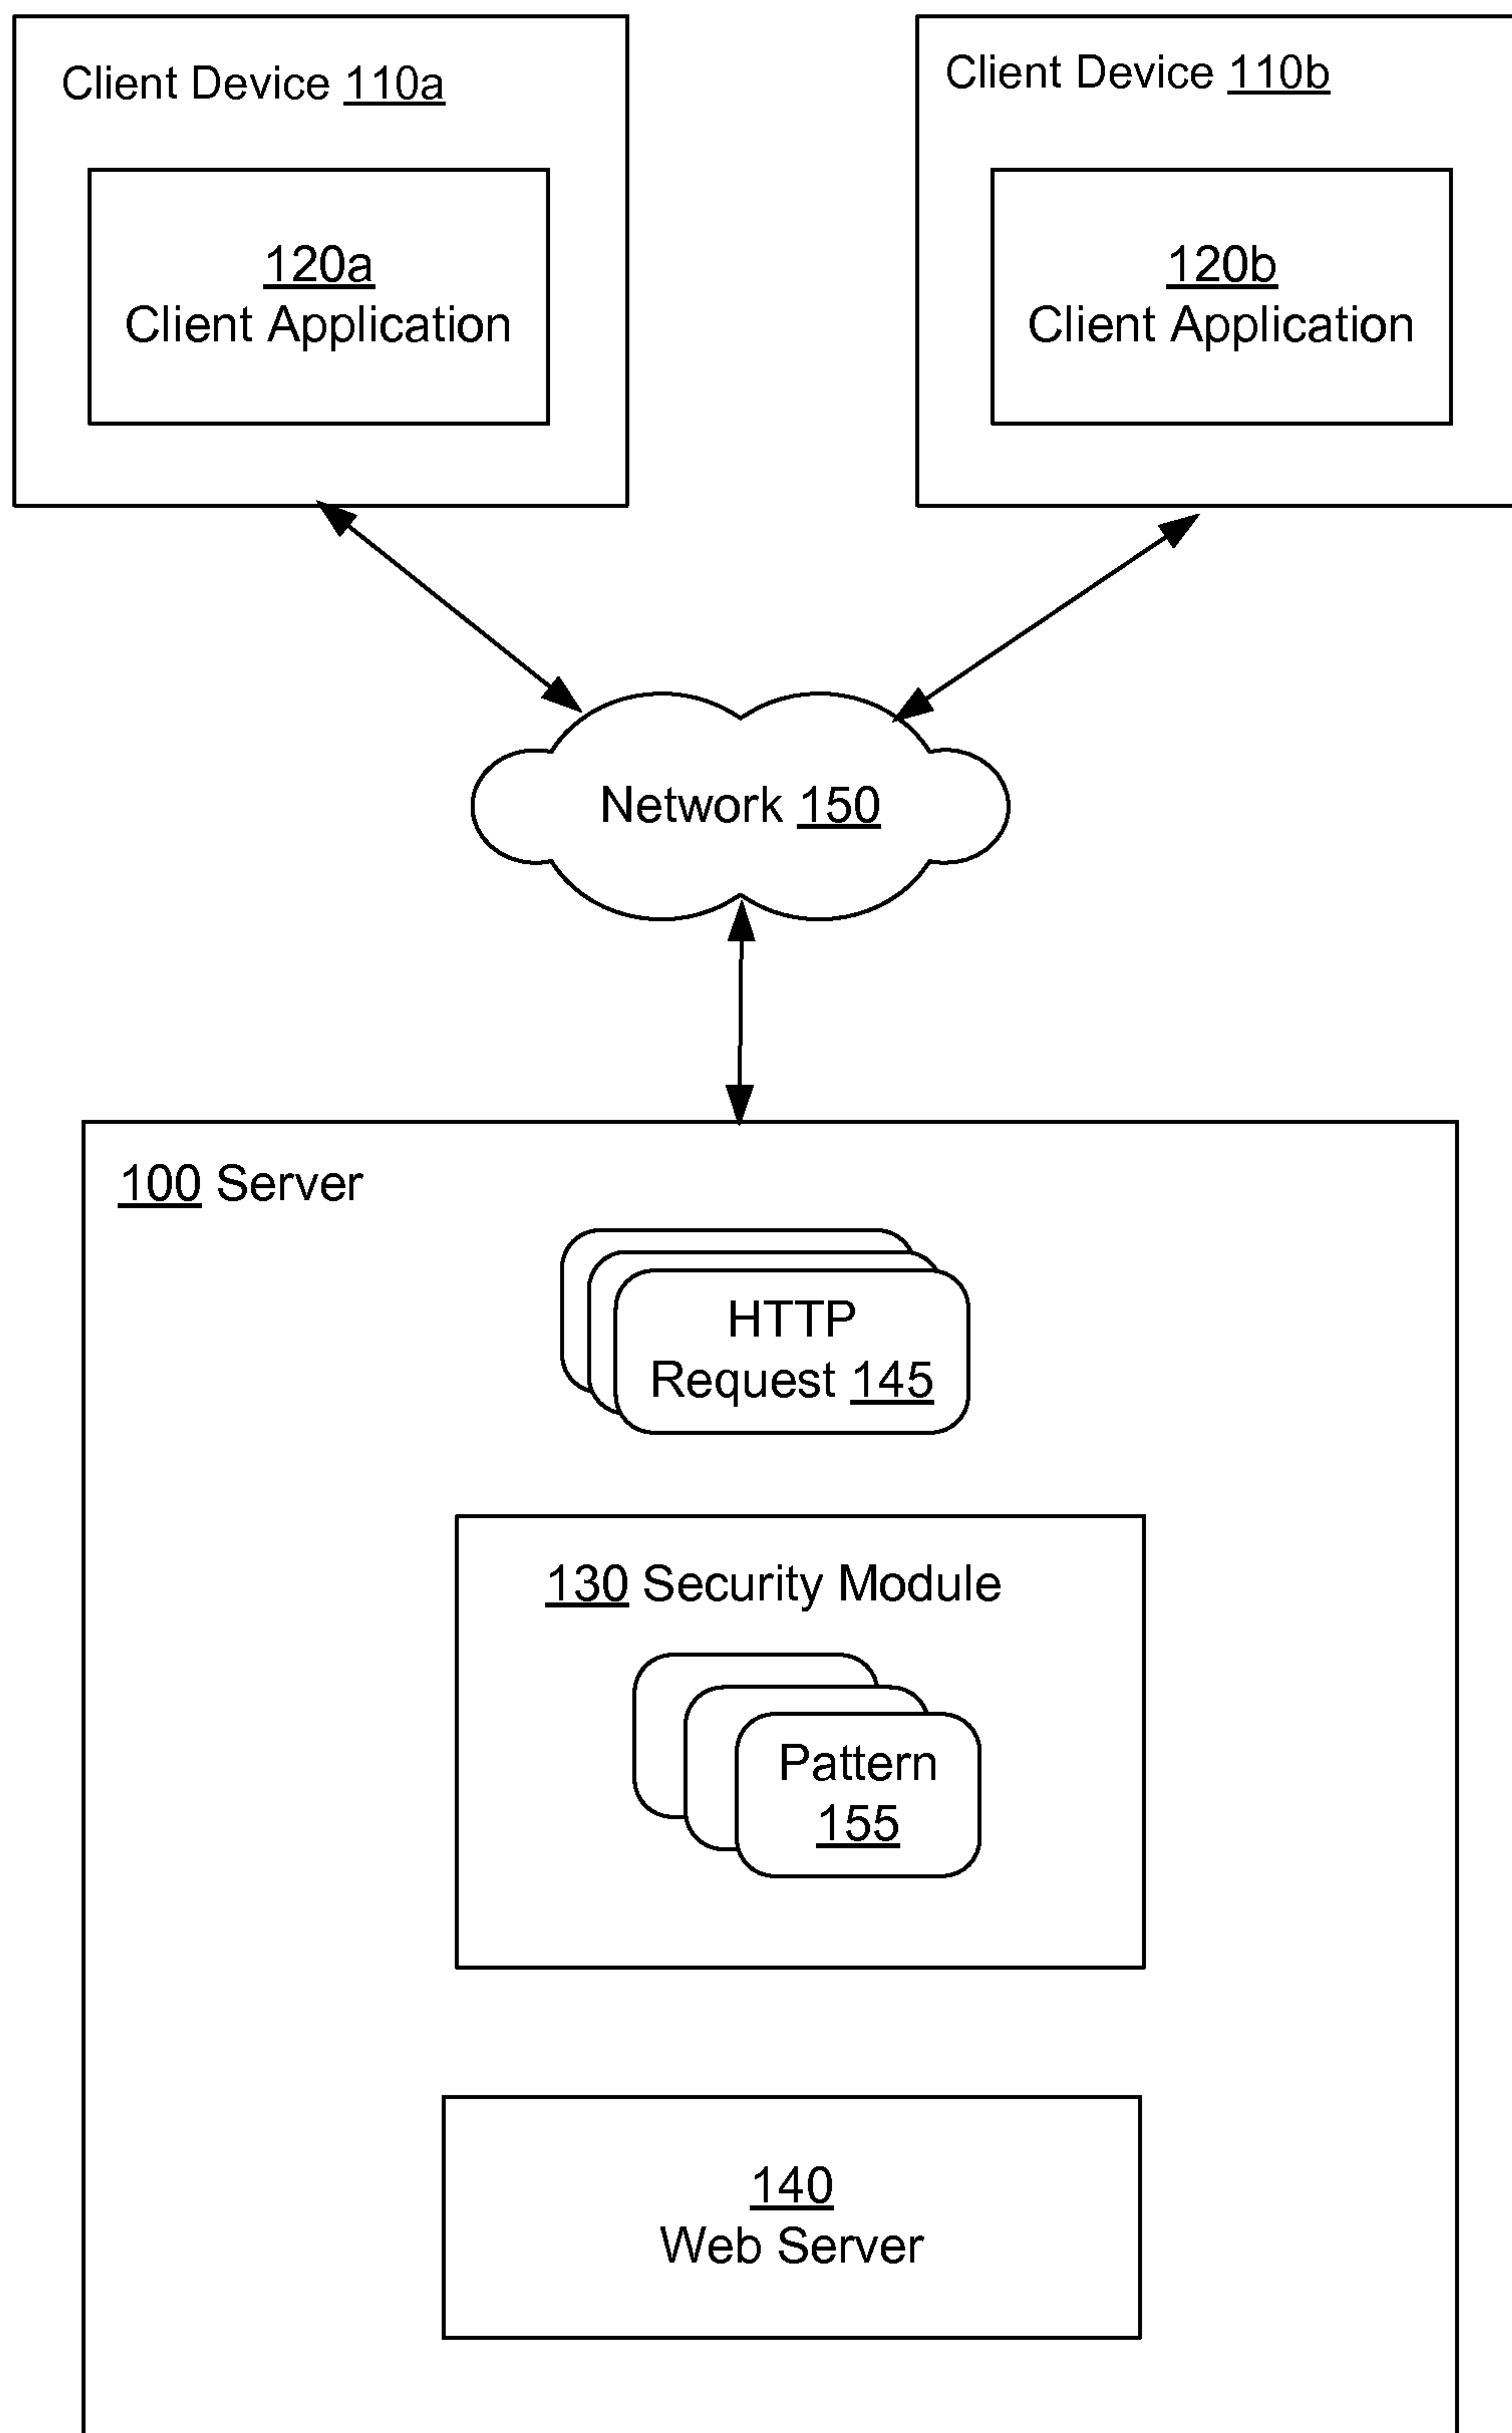 Client Device 110a
Client Device 110b
120a
Client Application
120b
Client Application
Network 150
100 Server
HTTP
Request 145
130 Security Module
Pattern
155
140
Web Server